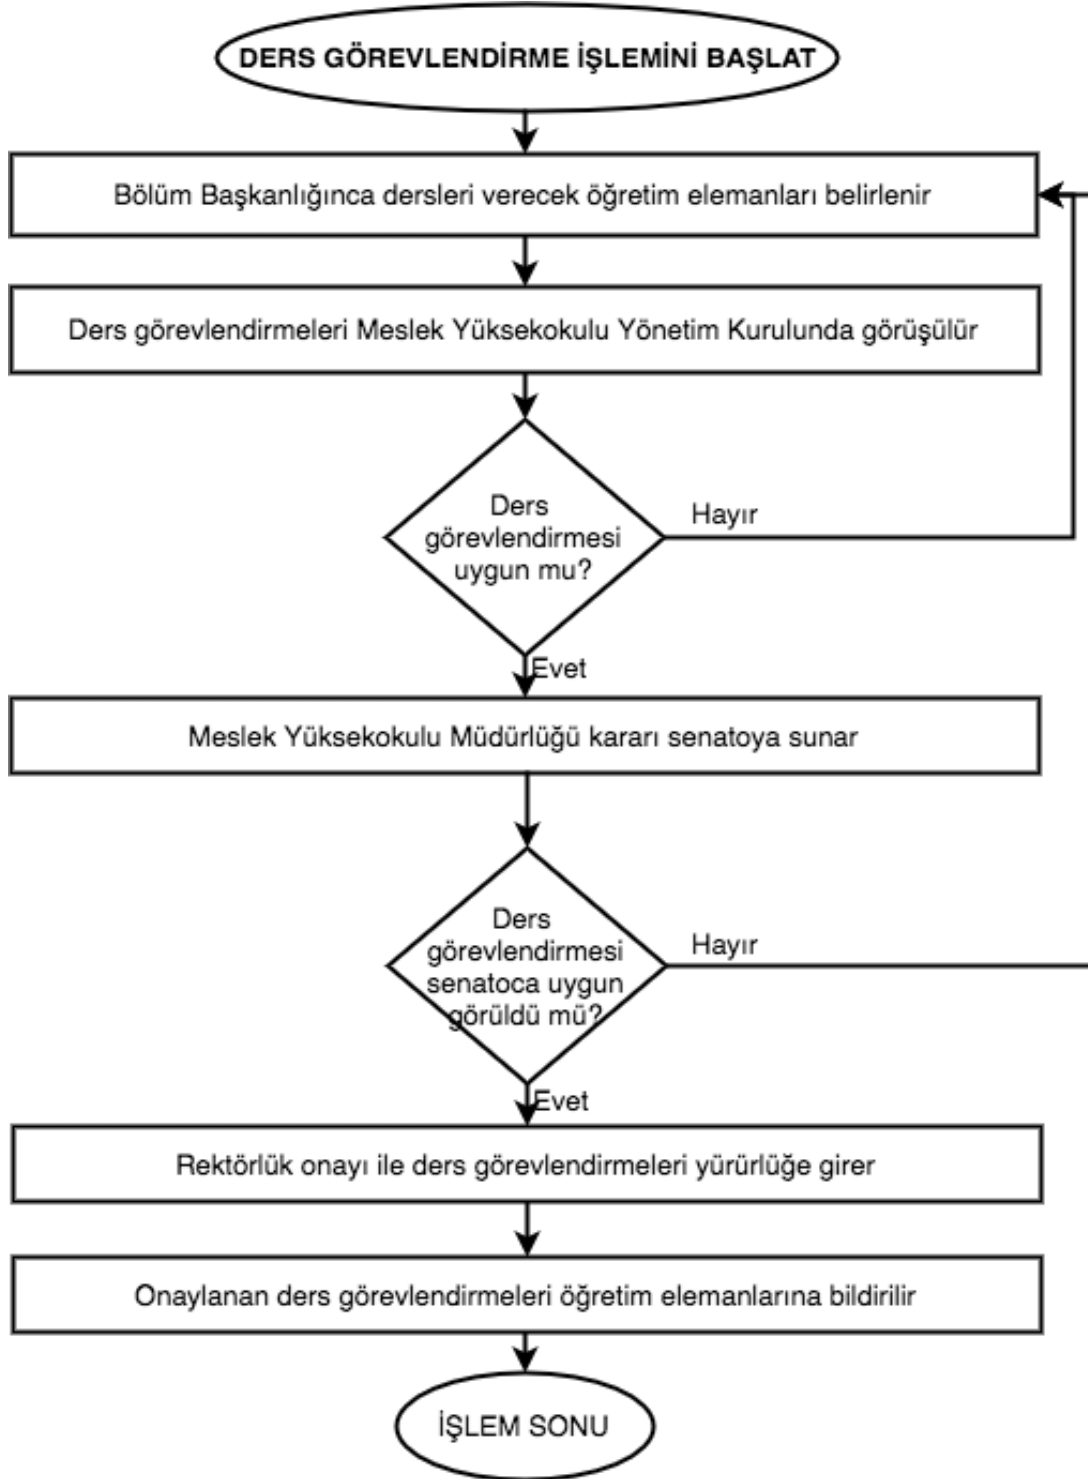 DERS GÖREVLENDİRME İŞLEMİNİ BAŞLAT
Bölüm Başkanlığınca dersleri verecek öğretim elemanları belirlenir
Ders görevlendirmeleri Meslek Yüksekokulu Yönetim Kurulunda görüşülür
Ders
görevlendirmesi
uygun mu?
Hayır
Evet
Meslek Yüksekokulu Müdürlüğü kararı senatoya sunar
Ders
görevlendirmesi
senatoca uygun
görüldü mü?
Hayır
Evet
Rektörlük onayı ile ders görevlendirmeleri yürürlüğe girer
Onaylanan ders görevlendirmeleri öğretim elemanlarına bildirilir
İŞLEM SONU